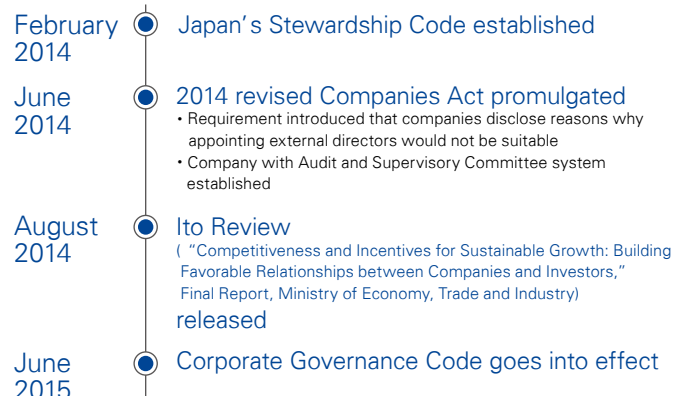 February
2014
Japan's Stewardship Code established
June
2014
2014 revised Companies Act promulgated
• Requirement introduced that companies disclose reasons why
appointing external directors would not be suitable
• Company with Audit and Supervisory Committee system
established
August
2014
Ito Review
( “Competitiveness and Incentives for Sustainable Growth: Building
Favorable Relationships between Companies and Investors,”
Final Report, Ministry of Economy, Trade and Industry)
released
June
2015
Corporate Governance Code goes into effect